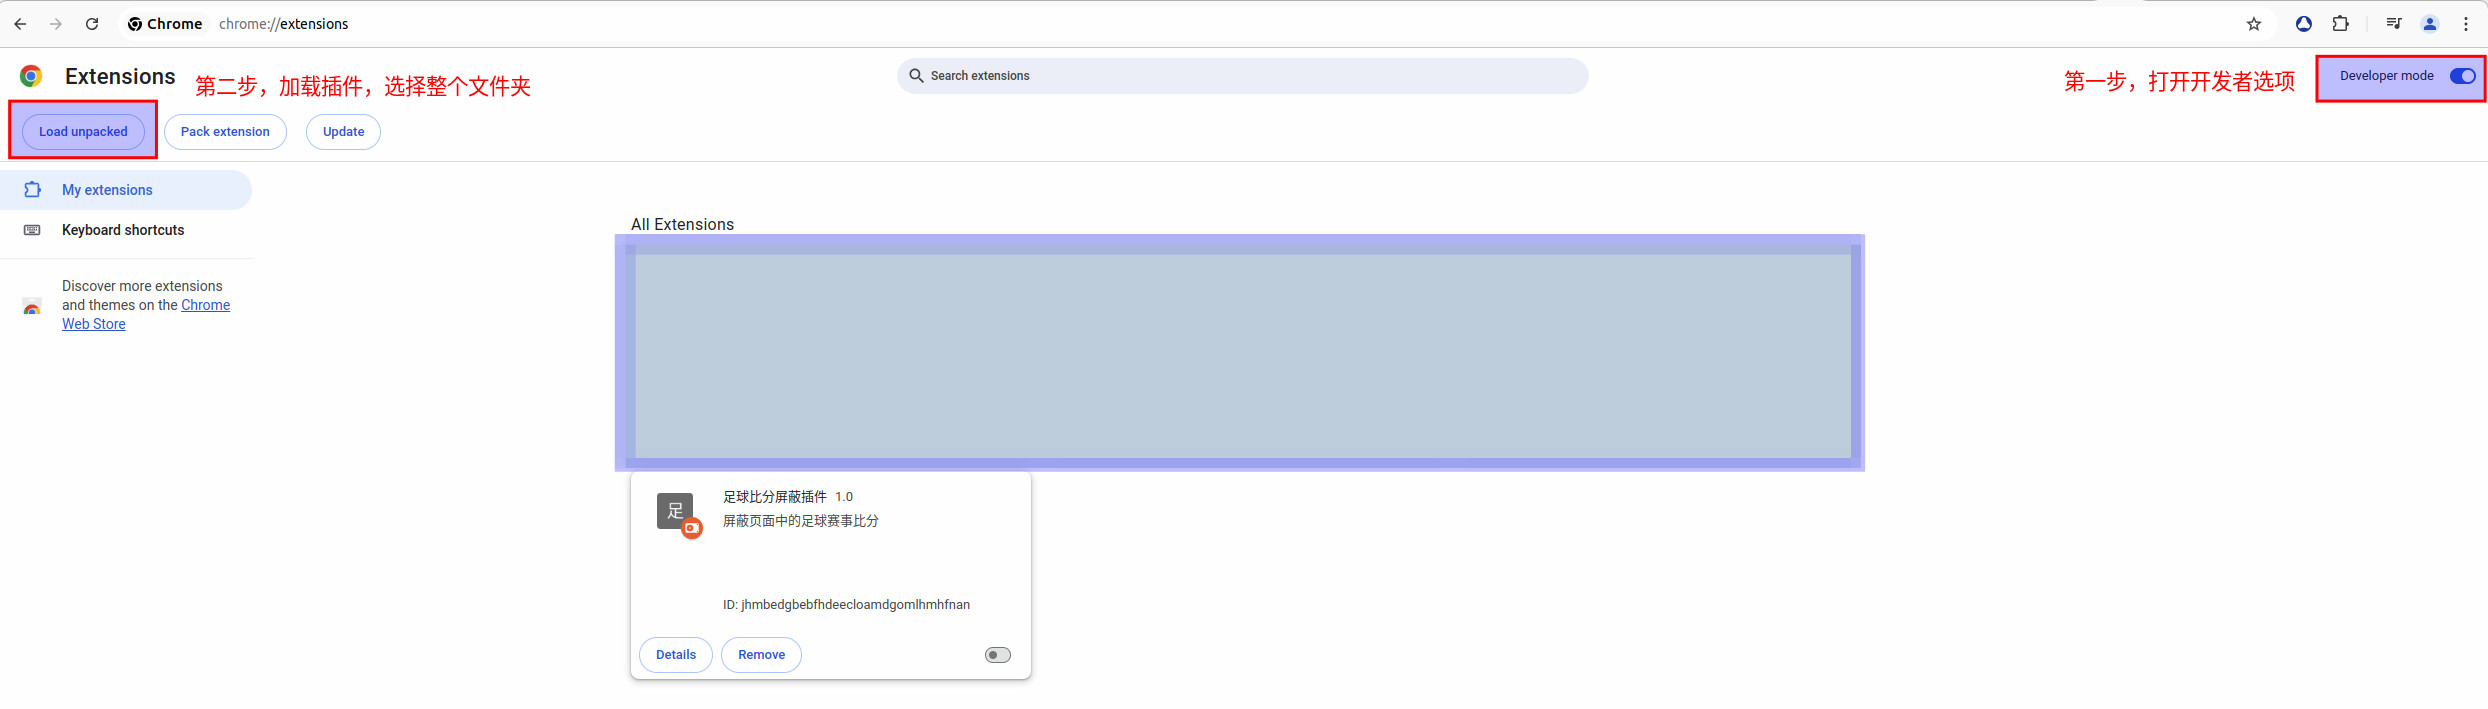 Chrome chrome://extensions
Extensions
第二步，加载插件，选择整个文件夹
Search extensions
第一步，打开开发者选项
Developer mode
Load unpacked
Pack extension
Update
My extensions
Keyboard shortcuts
Discover more extensions
and themes on the Chrome
Web Store
All Extensions
足
足球比分屏蔽插件 1.0
屏蔽页面中的足球赛事比分
ID: jhmbedgbebfhdeecloamdgomlhmhfnan
Details
Remove